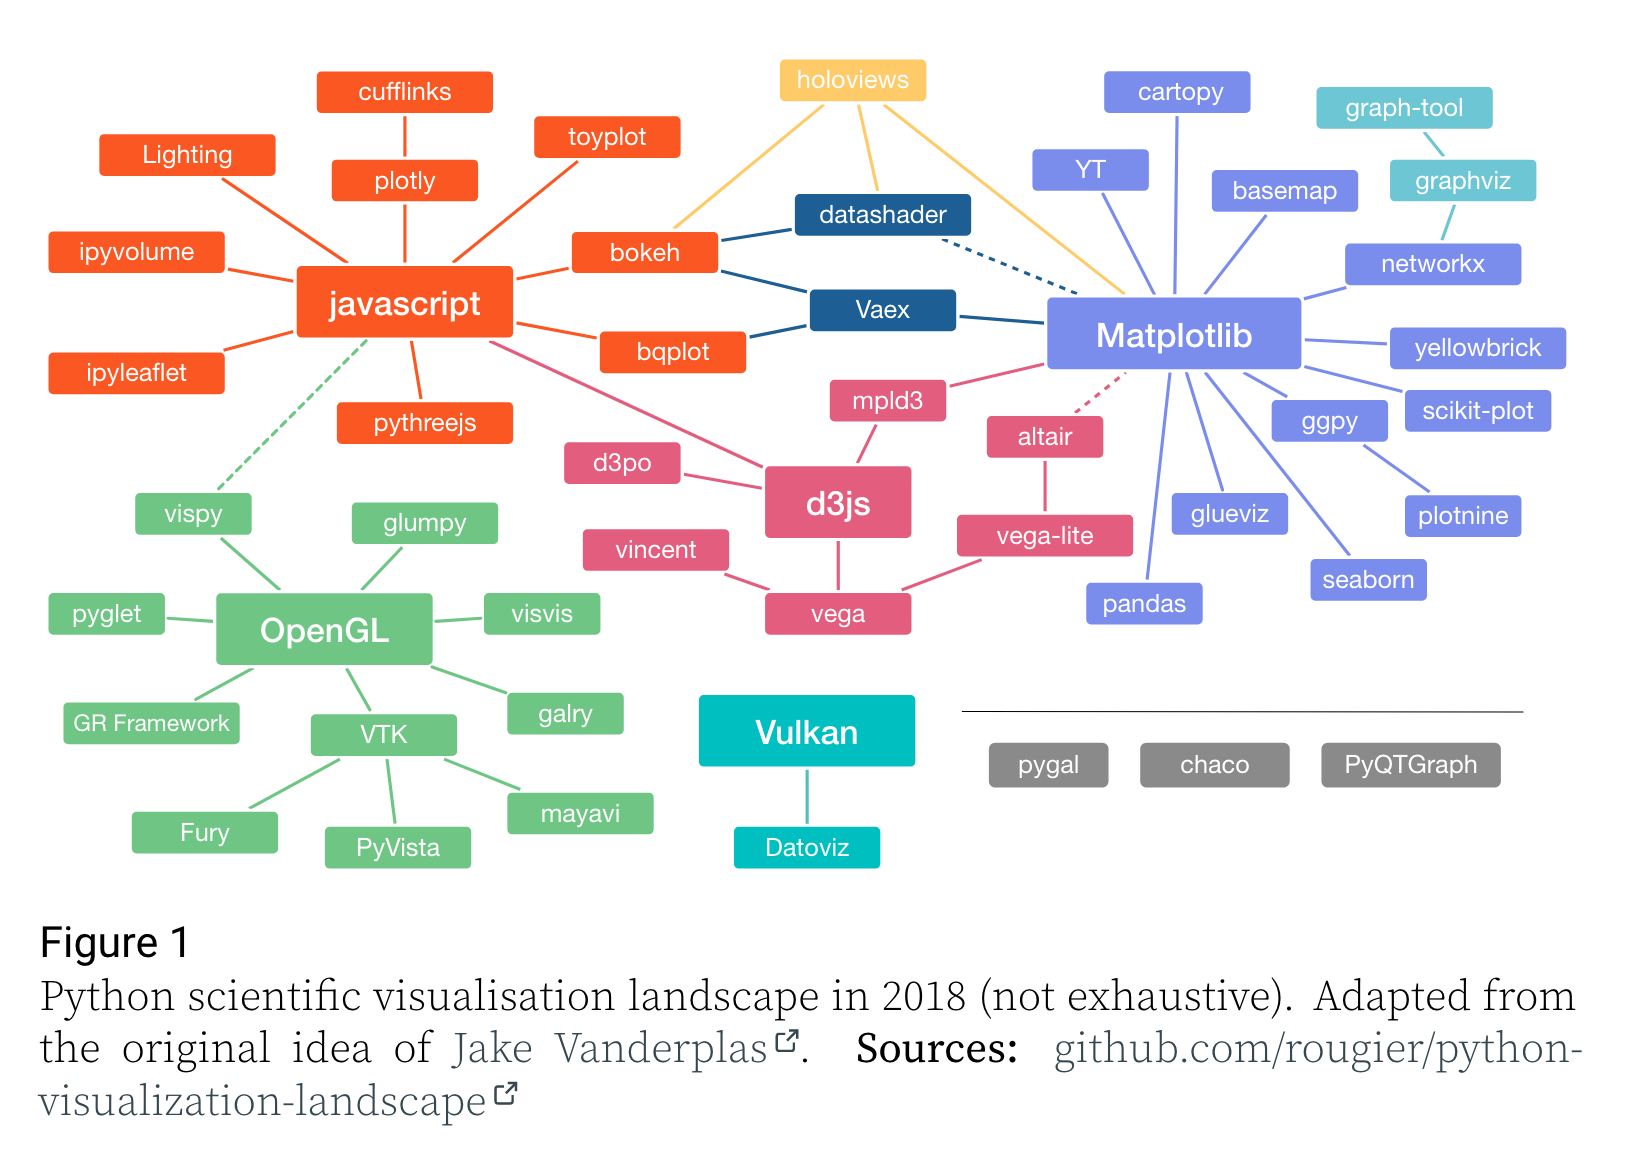 holoviews
cufflinks
cartopy
graph-tool
toyplot
Lighting
YT
plotly
graphviz
basemap
datashader
ipyvolume
bokeh
networkx
javascript
Vaex
Matplotlib
yellowbrick
bqplot
ipyleaflet
mpld3
scikit-plot
pythreejs
ggpy
altair
d3po
d3js
vispy
glumpy
glueviz
plotnine
vega-lite
vincent
seaborn
pandas
pyglet
visvis
vega
OpenGL
galry
GR Framework
VTK
Vulkan
pygal
chaco
PyQTGraph
mayavi
Fury
PyVista
Datoviz
Figure 1
Python scientific visualisation landscape in 2018 (not exhaustive). Adapted from
the original idea of Jake Vanderplas. Sources: github.com/rougier/python-
visualization-landscape